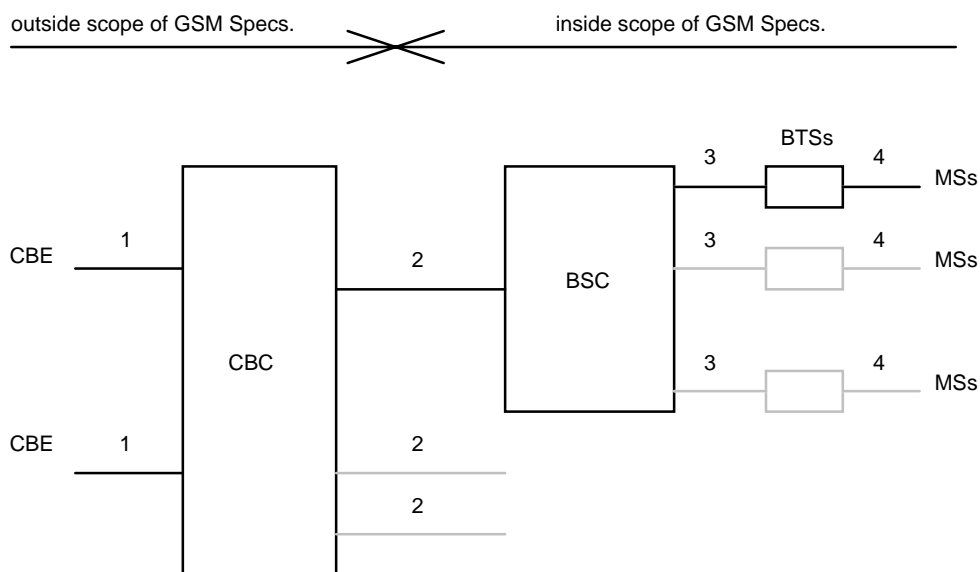 outside scope of GSM Specs.
inside scope of GSM Specs.
BTSs
3
4
MSs
CBE
1
2
3
4
MSs
BSC
CBC
3
4
MSs
CBE
1
2
2